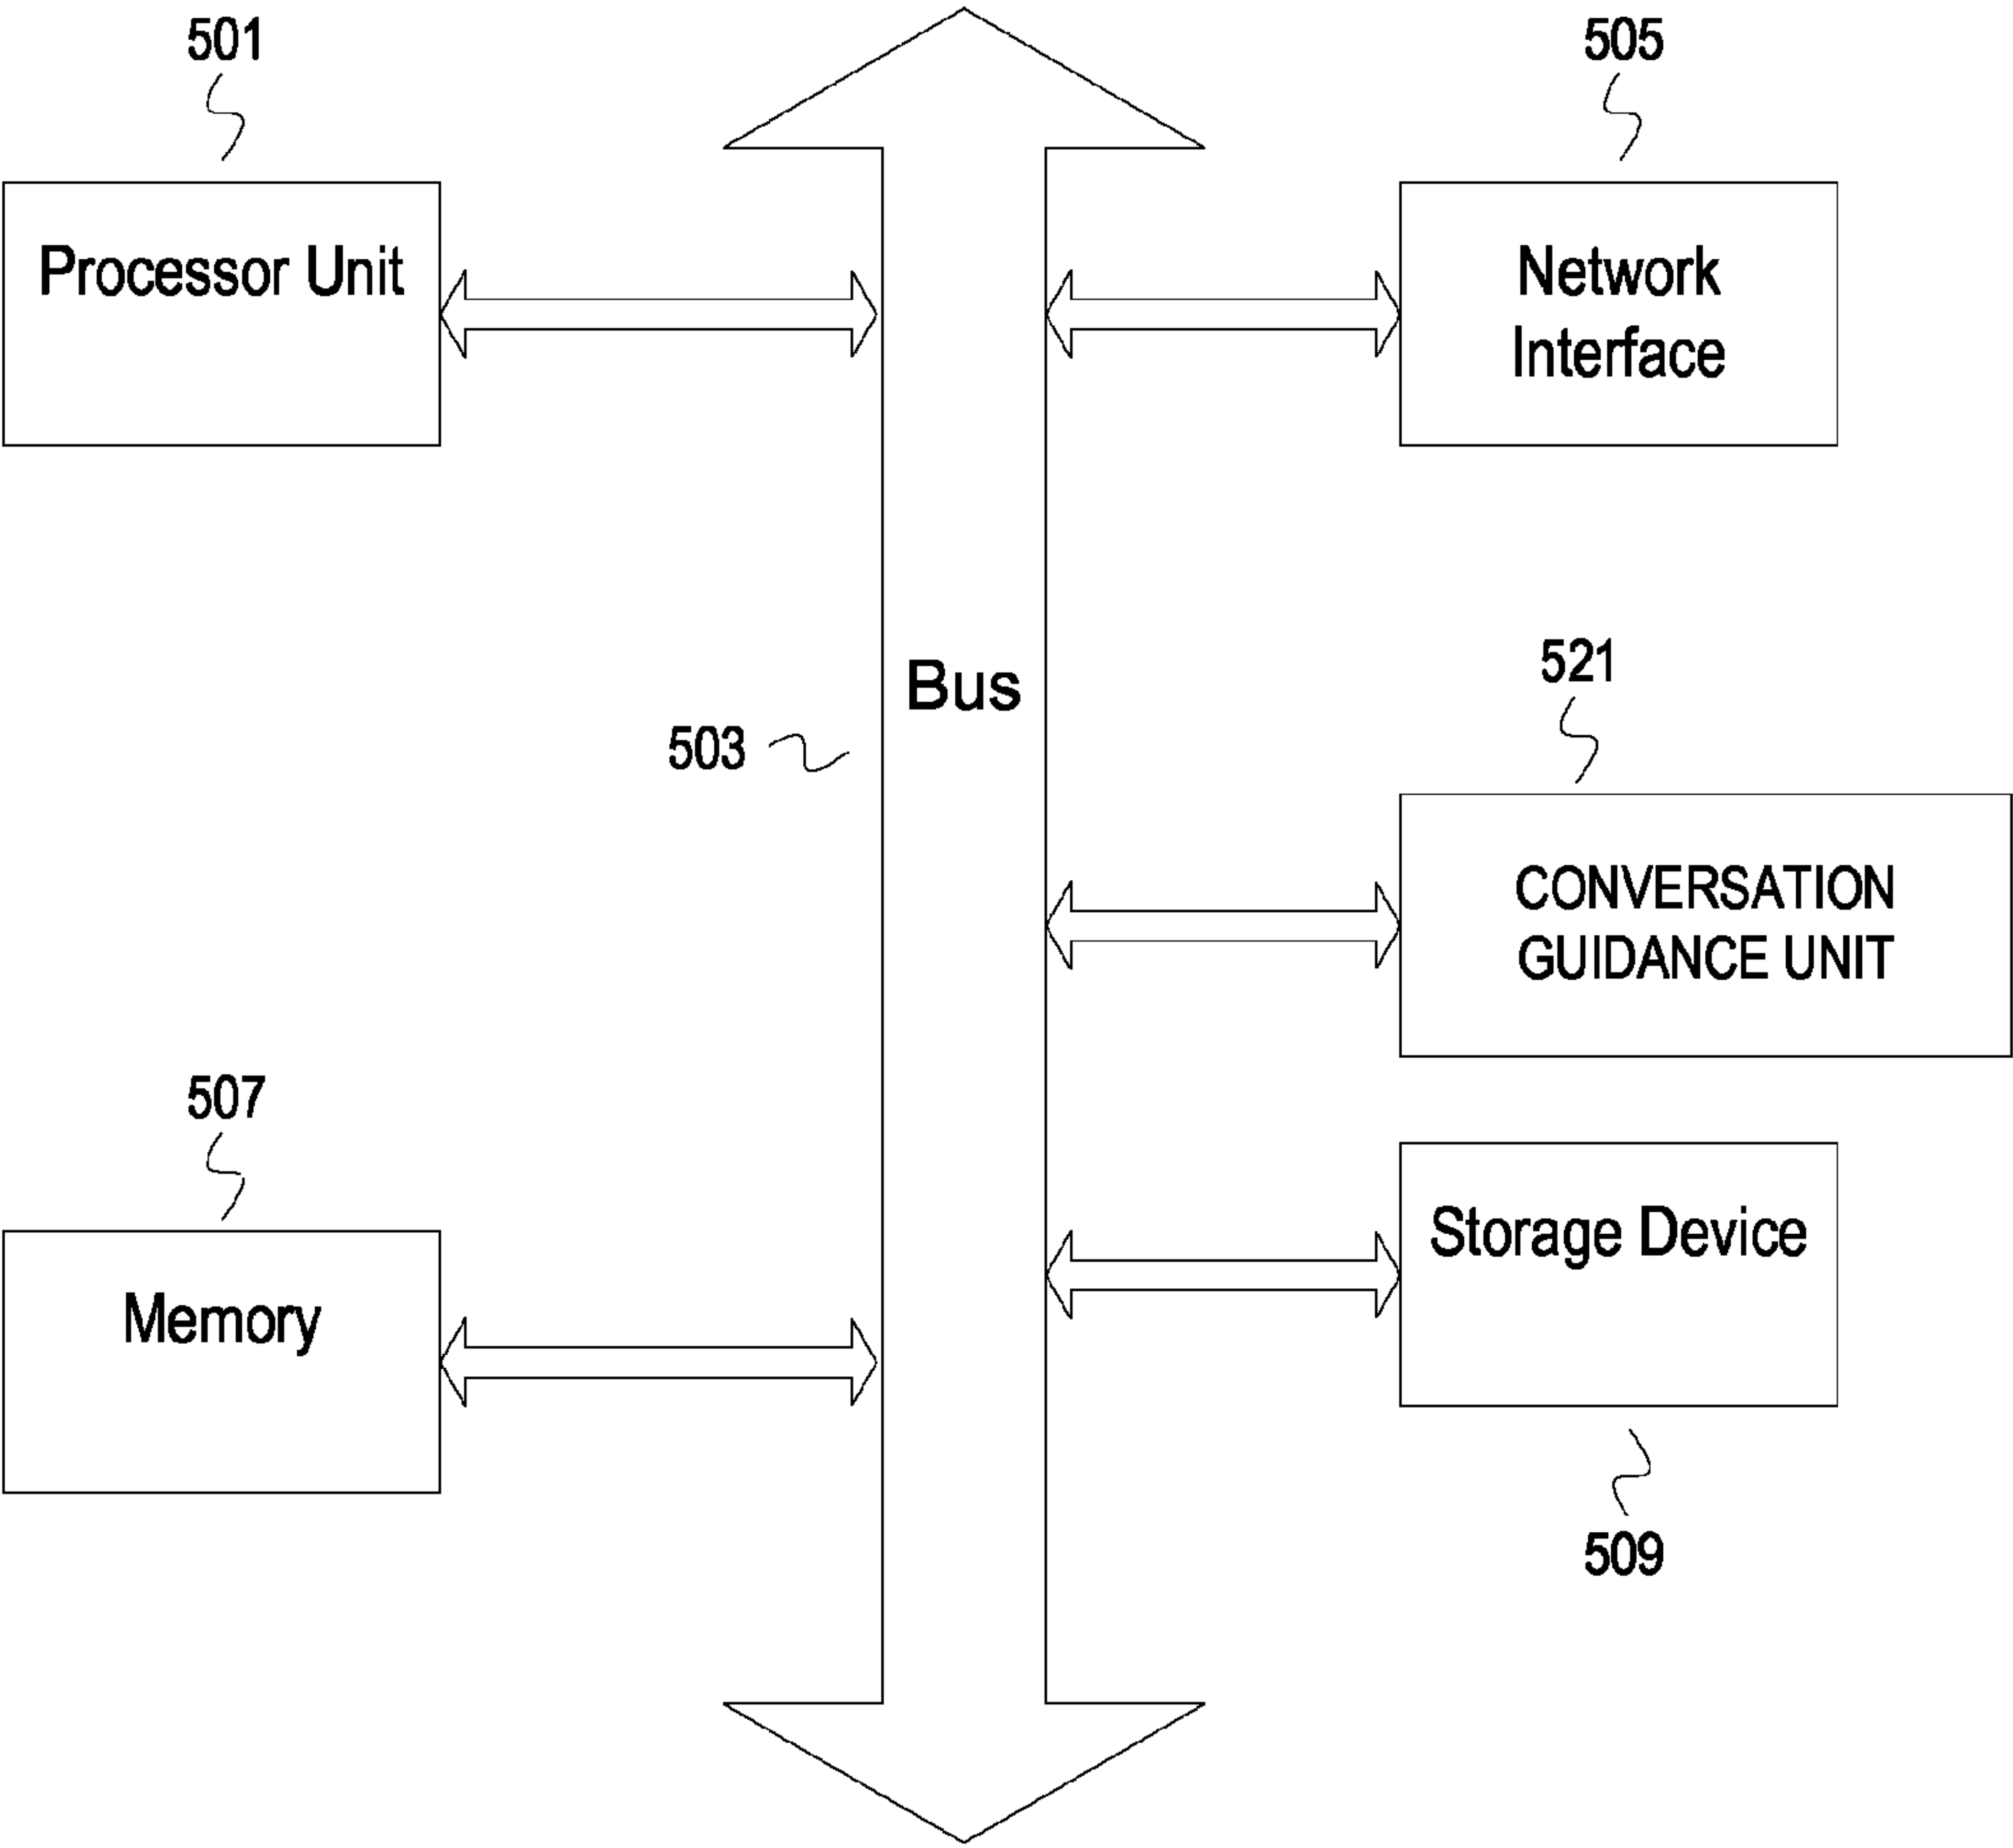 501
505
Processor Unit
Network
Interface
521
Bus
503
CONVERSATION
GUIDANCE UNIT
507
Storage Device
Memory
509